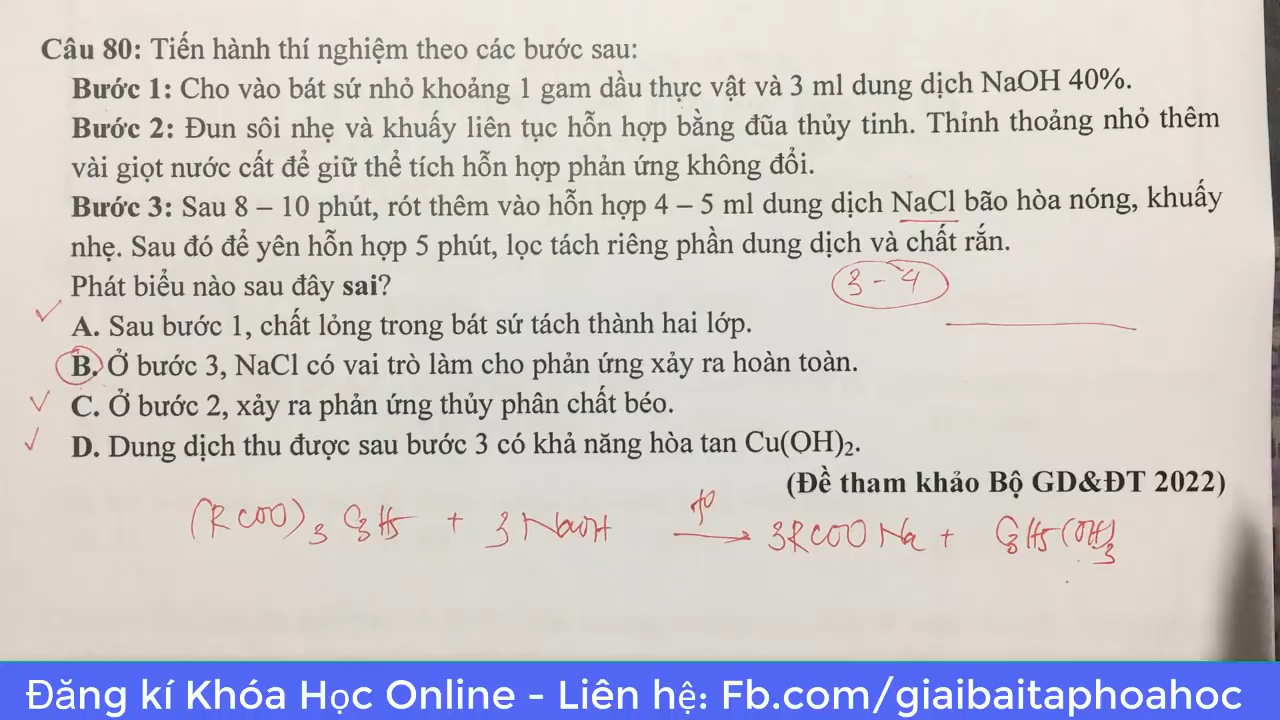 Câu 80: Tiến hành thí nghiệm theo các bước sau:
Bước 1: Cho vào bát sứ nhỏ khoảng 1 gam dầu thực vật và 3 ml dung dịch NaOH 40%.
Bước 2: Đun sôi nhẹ và khuấy liên tục hỗn hợp bằng đũa thủy tinh. Thỉnh thoảng nhỏ thêm
vài giọt nước cất để giữ thể tích hỗn hợp phản ứng không đổi.
Bước 3: Sau 8 – 10 phút, rót thêm vào hỗn hợp 4 – 5 ml dung dịch NaCl bão hòa nóng, khuấy
nhẹ. Sau đó để yên hỗn hợp 5 phút, lọc tách riêng phần dung dịch và chất rắn.
Phát biểu nào sau đây sai?
3 - 4
A. Sau bước 1, chất lỏng trong bát sứ tách thành hai lớp.
B. Ở bước 3, NaCl có vai trò làm cho phản ứng xảy ra hoàn toàn.
C. Ở bước 2, xảy ra phản ứng thủy phân chất béo.
D. Dung dịch thu được sau bước 3 có khả năng hòa tan Cu(OH)₂.
(Đề tham khảo Bộ GD&ĐT 2022)
(RCOO)₃C₃H₅ + 3NaOH t° → 3RCOONa + C₃H₅(OH)₃
Đăng kí Khóa Học Online - Liên hệ: Fb.com/giaibaitaphoahoc